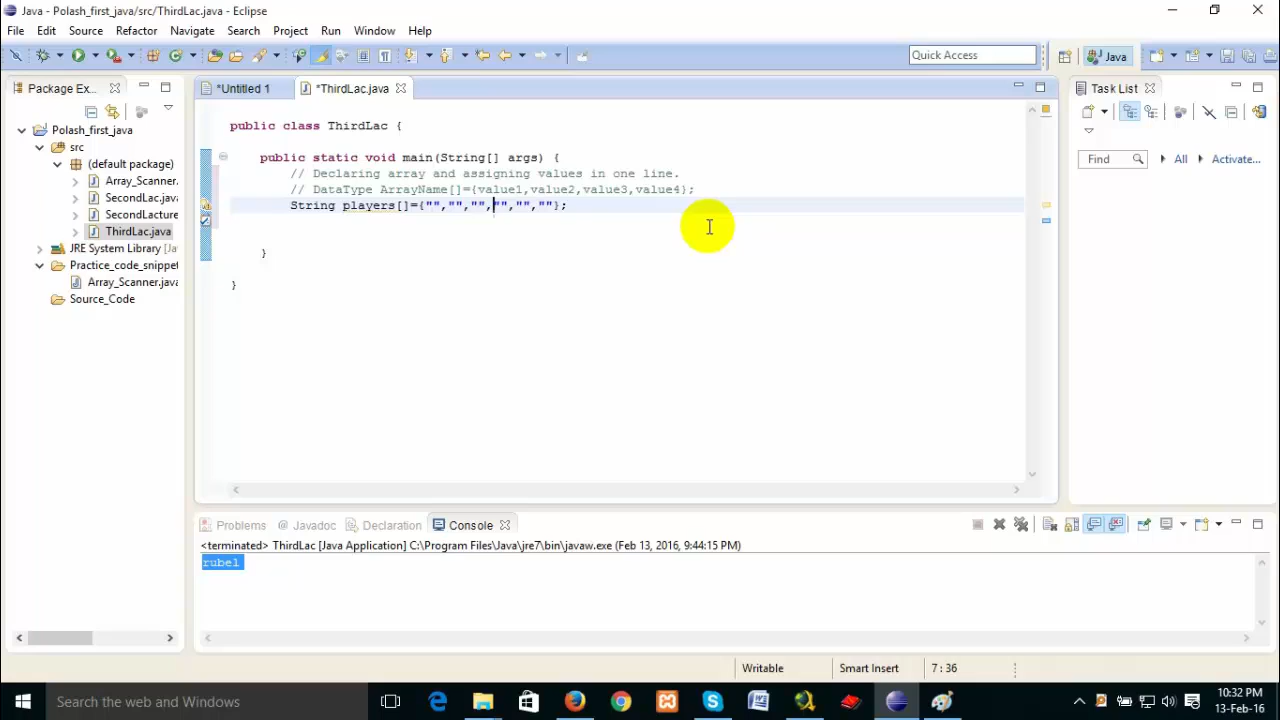 Java - Polash_first_java/src/ThirdLac.java - Eclipse
File Edit Source Refactor Navigate Search Project Run Window Help
Quick Access
Java
Package Ex...
*Untitled 1
*ThirdLac.java
Task List
Polash_first_java
src
(default package)
Array_Scanner.
SecondLac.java
SecondLacture
ThirdLac.java
JRE System Library [Jav
Practice_code_snippet
Array_Scanner.java
Source_Code
public class ThirdLac {
public static void main(String[] args) {
// Declaring array and assigning values in one line.
// DataType ArrayName[]={value1,value2,value3,value4};
String players[]={"","","","","",""};
}
}
Find
All
Activate...
Problems
@ Javadoc
Declaration
Console
<terminated> ThirdLac [Java Application] C:\Program Files\Java\jre7\bin\javaw.exe (Feb 13, 2016, 9:44:15 PM)
rubel
Writable
Smart Insert
7 : 36
Search the web and Windows
10:32 PM
13-Feb-16